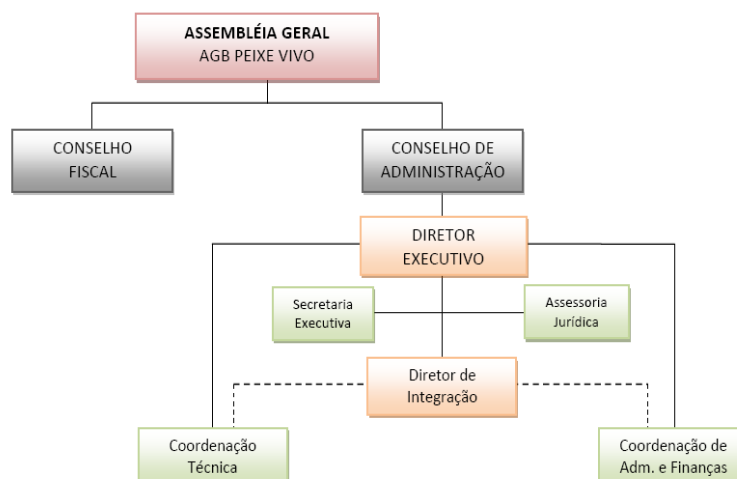 ASSEMBLÉIA GERAL
AGB PEIXE VIVO
CONSELHO
FISCAL
CONSELHO DE
ADMINISTRAÇÃO
DIRETOR
EXECUTIVO
Secretaria
Executiva
Assessoria
Jurídica
Diretor de
Integração
Coordenação
Técnica
Coordenação de
Adm. e Finanças